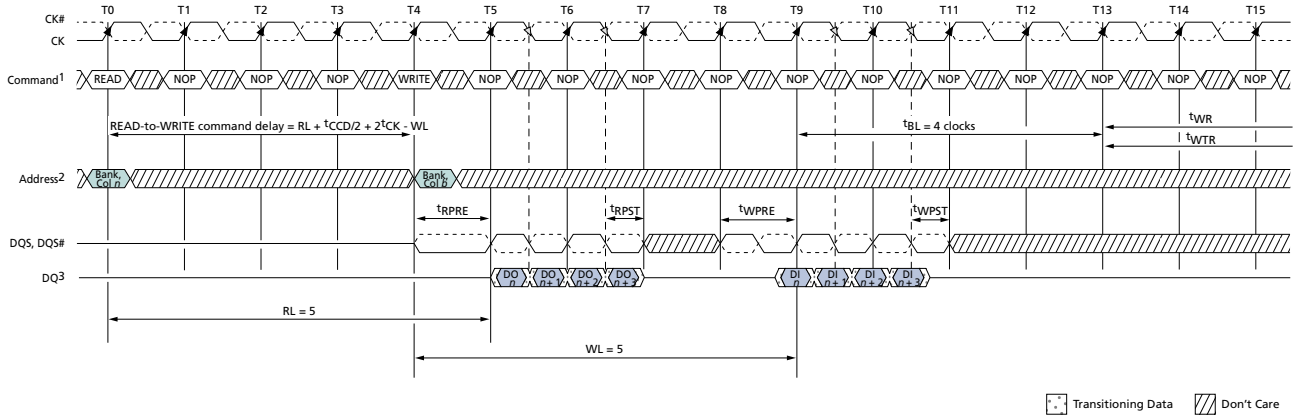 T0 T1 T2 T3 T4 T5 T6 T7 T8 T9 T10 T11 T12 T13 T14 T15
CK#
CK
Command1 READ NOP NOP NOP WRITE NOP NOP NOP NOP NOP NOP NOP NOP NOP NOP NOP
tWR
READ-to-WRITE command delay = RL + tCCD/2 + 2tCK - WL tBL = 4 clocks
tWTR
Address2 Bank, Col n Bank, Col b
tRPRE tRPST tWPRE tWPST
DQS, DQS#
DQ3 DO n DO n + 1 DO n + 2 DO n + 3 DI n DI n + 1 DI n + 2 DI n + 3
RL = 5
WL = 5
Transitioning Data Don't Care